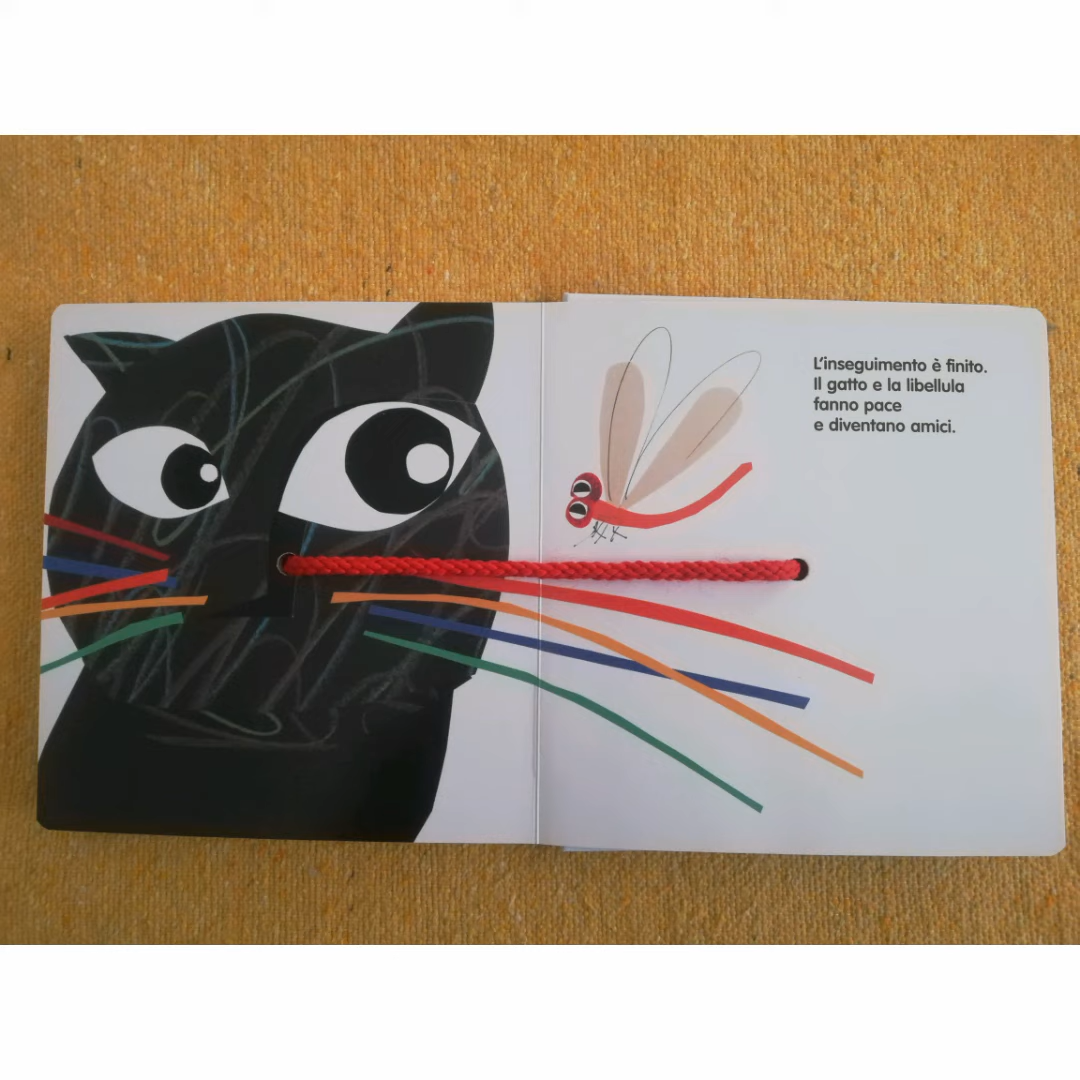 L'inseguimento è finito.
Il gatto e la libellula
fanno pace
e diventano amici.